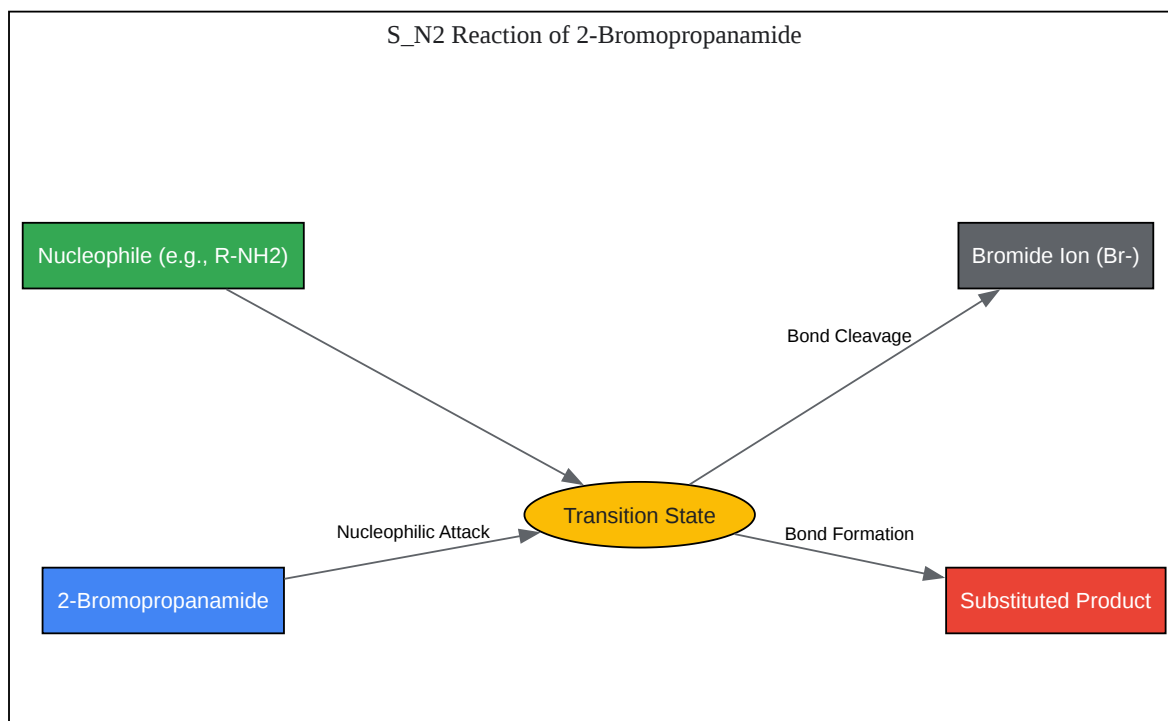 S_N2 Reaction of 2-Bromopropanamide
Nucleophile (e.g., R-NH2)
Bromide Ion (Br-)
Bond Cleavage
Transition State
Nucleophilic Attack
Bond Formation
2-Bromopropanamide
Substituted Product